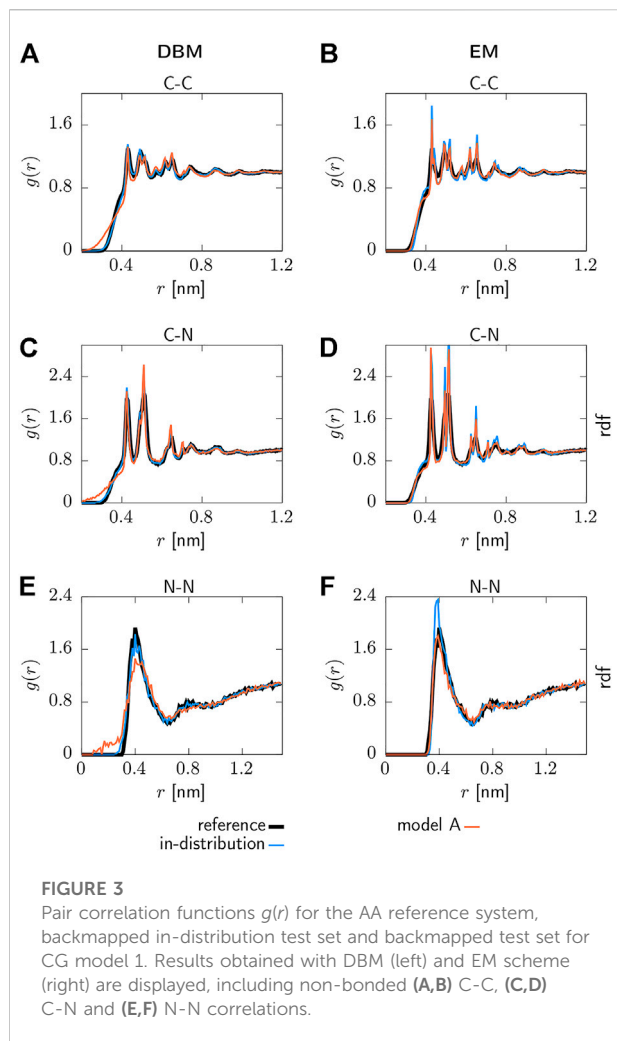 A
DBM
B
EM
C-C
C-C
g(r)
1.6
0.8
0
0.4
0.8
1.2
r [nm]
g(r)
1.6
0.8
0
0.4
0.8
1.2
r [nm]
C
C-N
D
C-N
g(r)
2.4
1.6
0.8
0
0.4
0.8
1.2
r [nm]
g(r)
2.4
1.6
0.8
0
0.4
0.8
1.2
r [nm]
rdf
E
N-N
F
N-N
g(r)
2.4
1.6
0.8
0
0
0.4
0.8
1.2
r [nm]
g(r)
2.4
1.6
0.8
0
0
0.4
0.8
1.2
r [nm]
rdf
reference
in-distribution
model A
FIGURE 3
Pair correlation functions g(r) for the AA reference system,
backmapped in-distribution test set and backmapped test set for
CG model 1. Results obtained with DBM (left) and EM scheme
(right) are displayed, including non-bonded (A,B) C-C, (C,D)
C-N and (E,F) N-N correlations.